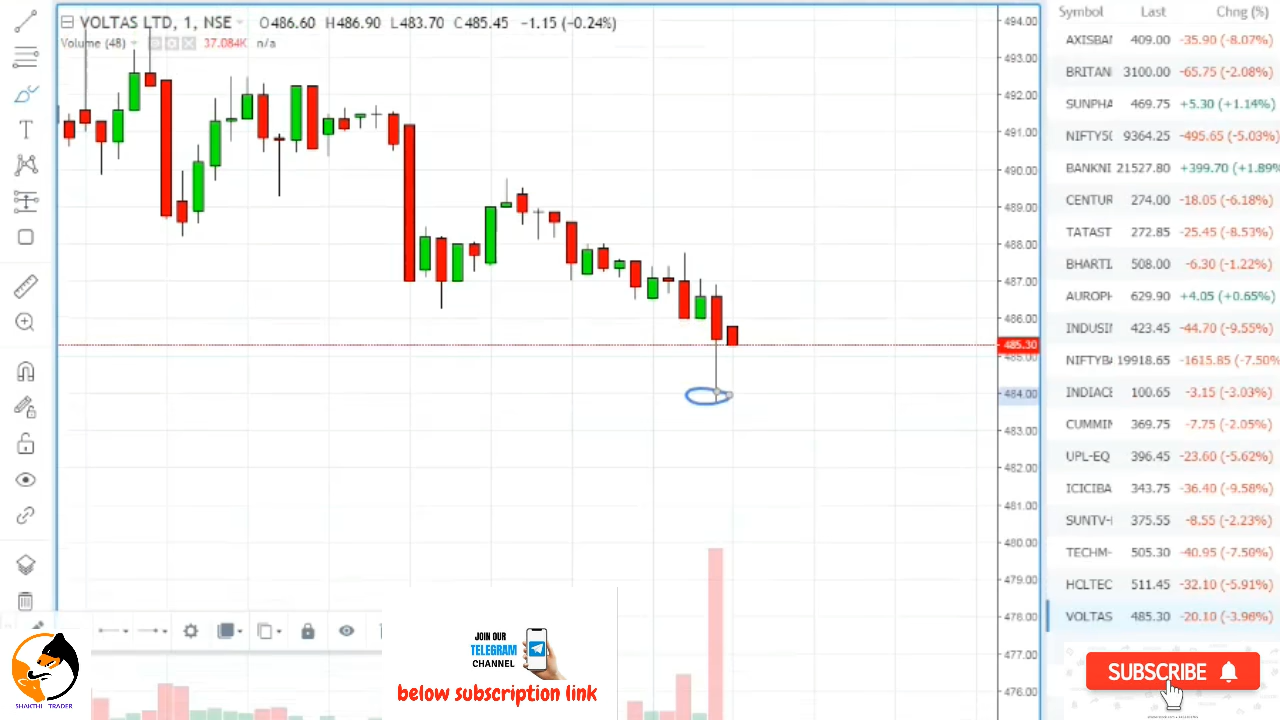 VOLTAS LTD, 1, NSE O486.60 H486.90 L483.70 C485.45 -1.15 (-0.24%)
Volume (48) 37.084K n/a
494.00
493.00
492.00
491.00
490.00
489.00
488.00
487.00
486.00
485.30
485.00
484.00
483.00
482.00
481.00
480.00
479.00
478.00
477.00
476.00
Symbol Last Chng (%)
AXISBAI 409.00 -35.90 (-8.07%)
BRITAN 3100.00 -65.75 (-2.08%)
SUNPHA 469.75 +5.30 (+1.14%)
NIFTY50 9364.25 -495.65 (-5.03%)
BANKNI 21527.80 +399.70 (+1.89%
CENTUR 274.00 -18.05 (-6.18%)
TATAST 272.85 -25.45 (-8.53%)
BHARTI 508.00 -6.30 (-1.22%)
AUROPH 629.90 +4.05 (+0.65%)
INDUSI 423.45 -44.70 (-9.55%)
NIFTYBA 19918.65 -1615.85 (-7.50%
INDIACE 100.65 -3.15 (-3.03%)
CUMMIN 369.75 -7.75 (-2.05%)
UPL-EQ 396.45 -23.60 (-5.62%)
ICICIBA 343.75 -36.40 (-9.58%)
SUNTV-I 375.55 -8.55 (-2.23%)
TECHM- 505.30 -40.95 (-7.50%)
HCLTEC 511.45 -32.10 (-5.91%)
VOLTAS 485.30 -20.10 (-3.98%)
SHAKTHI TRADER
JOIN OUR
TELEGRAM
CHANNEL
below subscription link
SUBSCRIBE